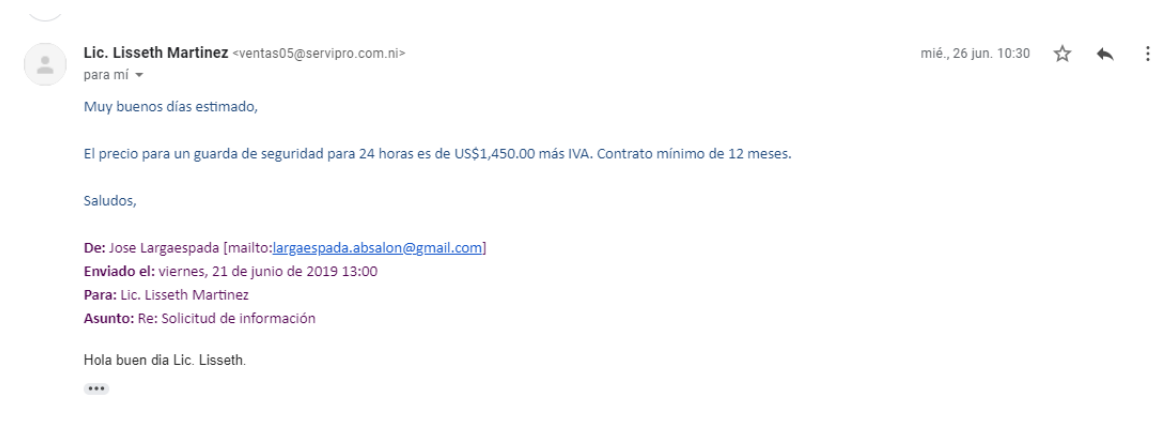 Lic. Lisseth Martinez <ventas05@servipro.com.ni> mié., 26 jun. 10:30
para mí
Muy buenos días estimado,
El precio para un guarda de seguridad para 24 horas es de US$1,450.00 más IVA. Contrato mínimo de 12 meses.
Saludos,
De: Jose Largaespada [mailto:largaespada.absalon@gmail.com]
Enviado el: viernes, 21 de junio de 2019 13:00
Para: Lic. Lisseth Martinez
Asunto: Re: Solicitud de información
Hola buen dia Lic. Lisseth.